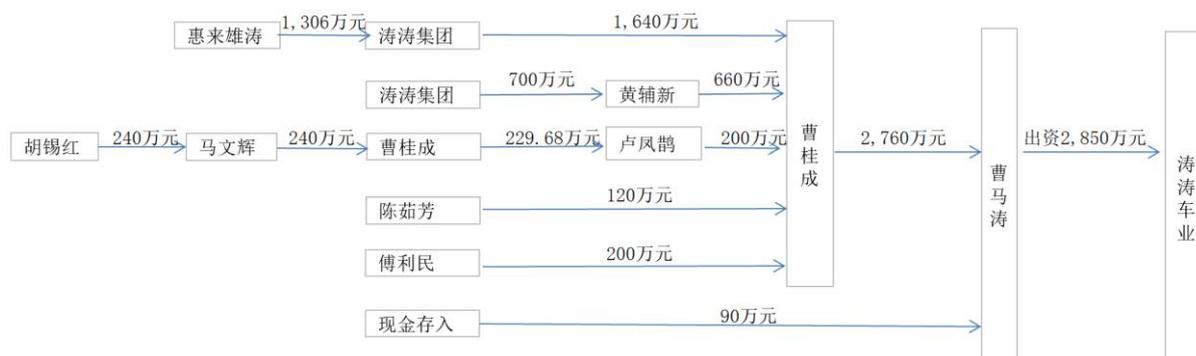 惠来雄涛 1,306万元 涛涛集团 1,640万元
涛涛集团 700万元 黄辅新 660万元
胡锡红 240万元 马文辉 240万元 曹桂成 229.68万元 卢凤鹊 200万元
曹桂成
2,760万元
曹马涛
出资2,850万元
涛涛车业
陈茹芳 120万元
傅利民 200万元
现金存入 90万元